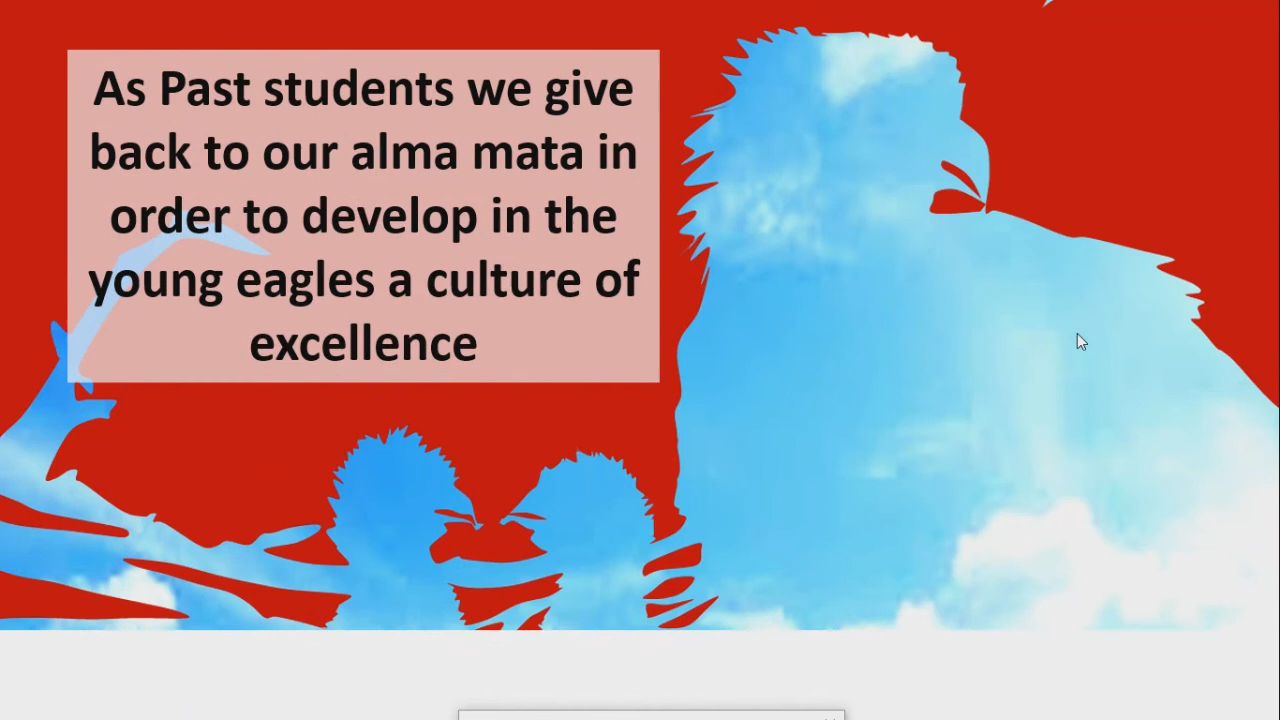 As Past students we give
back to our alma mata in
order to develop in the
young eagles a culture of
excellence